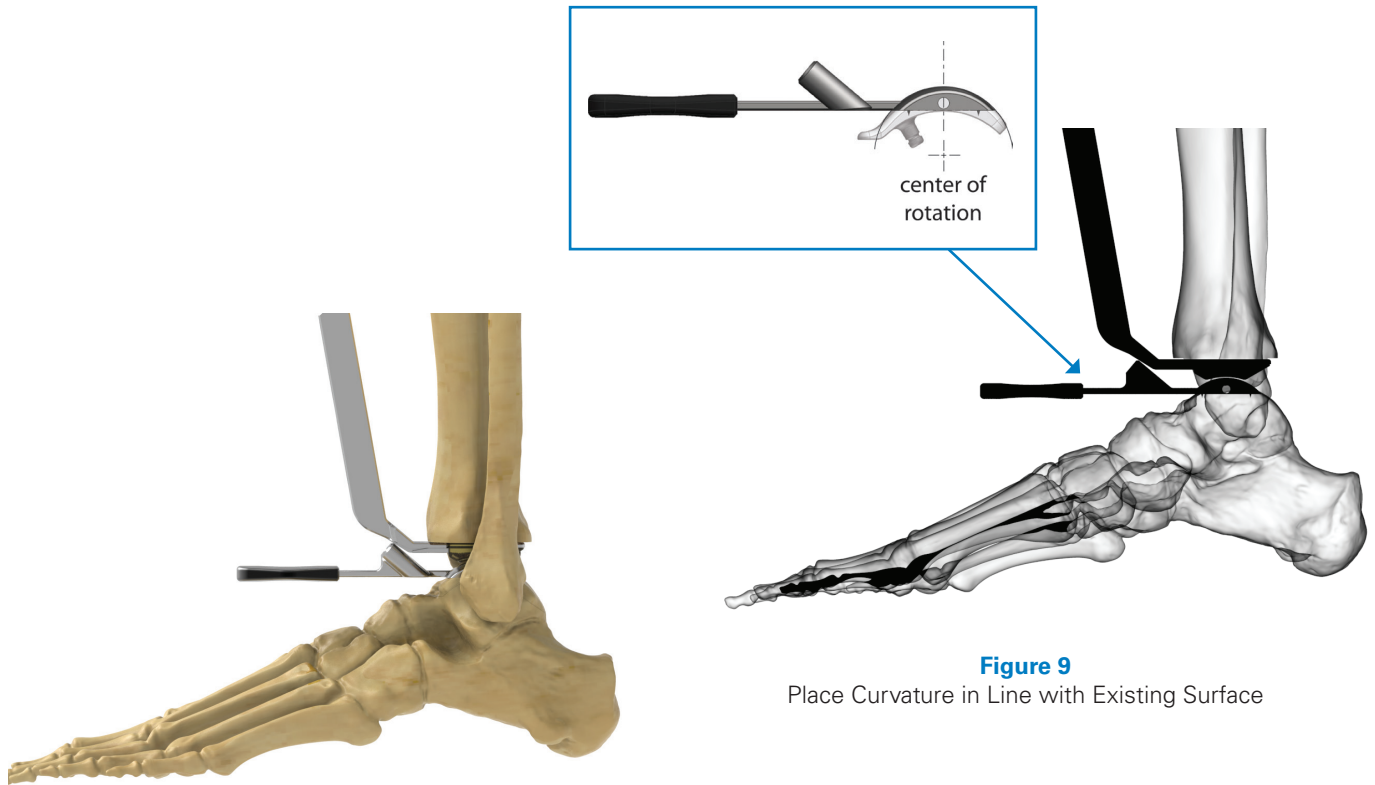 center of
rotation
Figure 9
Place Curvature in Line with Existing Surface